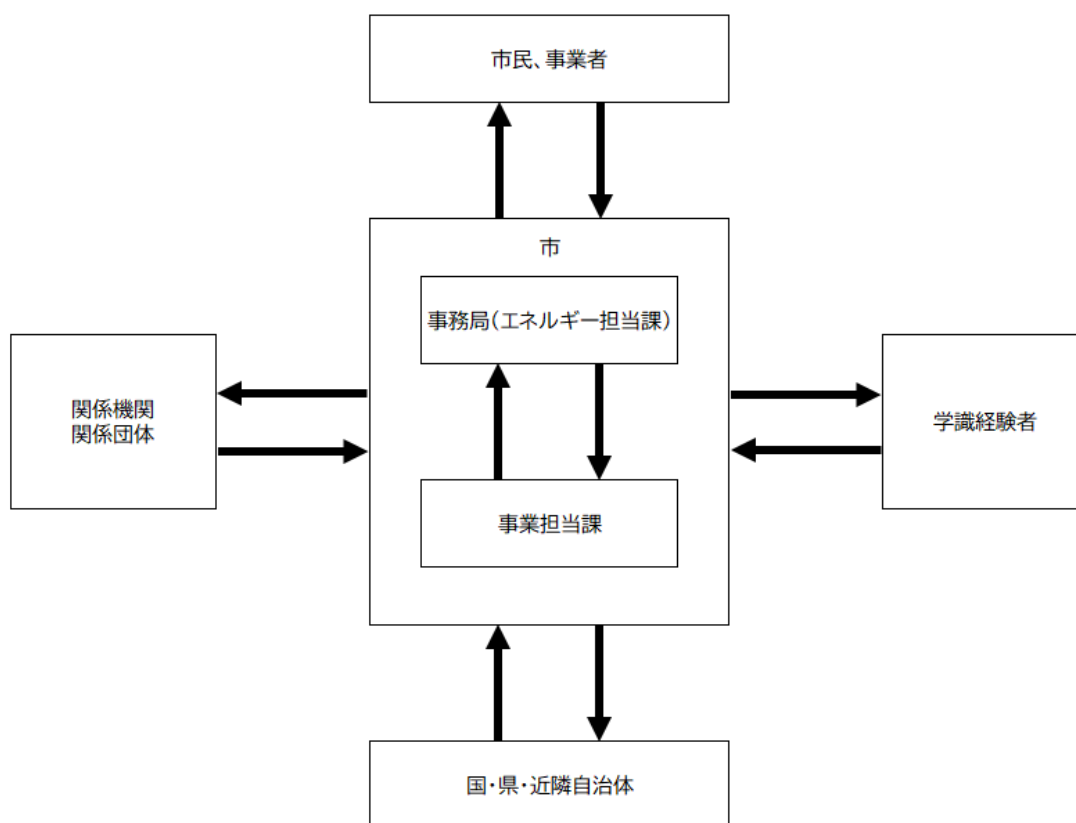 市民、事業者
市
事務局(エネルギー担当課)
関係機関
関係団体
学識経験者
事業担当課
国・県・近隣自治体